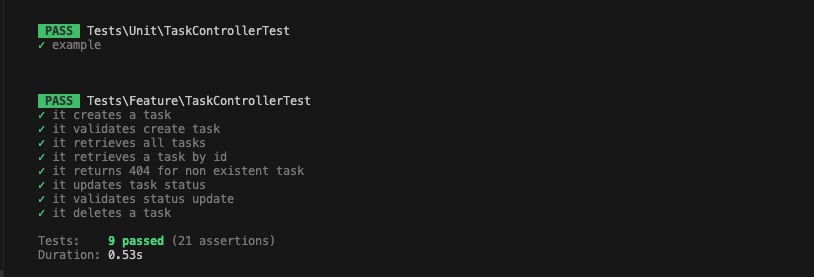 PASS Tests\Unit\TaskControllerTest
✓ example
PASS Tests\Feature\TaskControllerTest
✓ it creates a task
✓ it validates create task
✓ it retrieves all tasks
✓ it retrieves a task by id
✓ it returns 404 for non existent task
✓ it updates task status
✓ it validates status update
✓ it deletes a task
Tests: 9 passed (21 assertions)
Duration: 0.53s